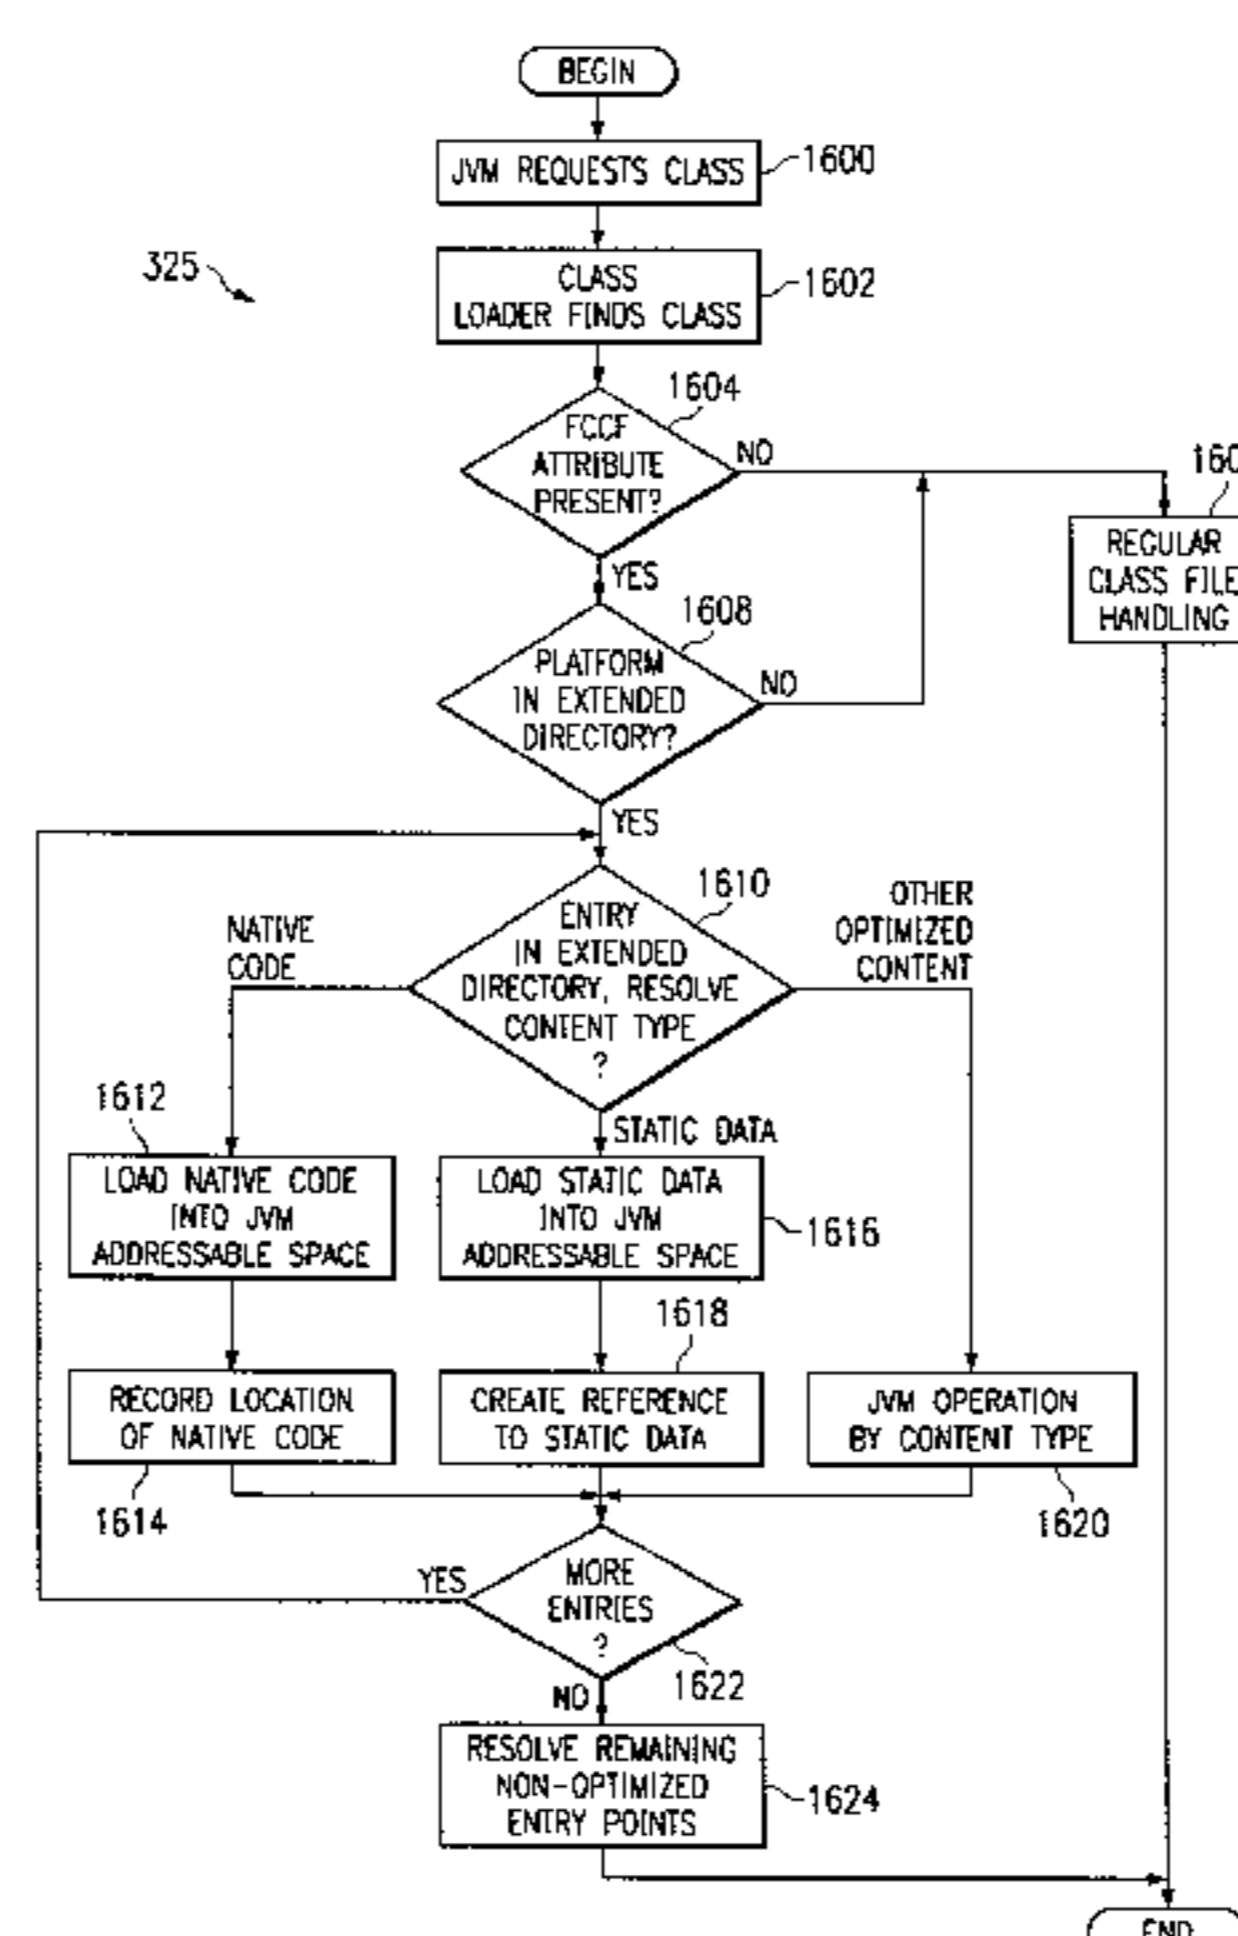 BEGIN
JVM REQUESTS CLASS
1600
325
CLASS
LOADER FINDS CLASS
1602
1604
FCCF
ATTRIBUTE
PRESENT?
NO
YES
REGULAR
CLASS FILE
HANDLING
1608
PLATFORM
IN EXTENDED
DIRECTORY?
NO
YES
1610
ENTRY
IN EXTENDED
DIRECTORY, RESOLVE
CONTENT TYPE
?
NATIVE
CODE
OTHER
OPTIMIZED
CONTENT
STATIC DATA
1612
LOAD NATIVE CODE
INTO JVM
ADDRESSABLE SPACE
LOAD STATIC DATA
INTO JVM
ADDRESSABLE SPACE
1616
1618
RECORD LOCATION
OF NATIVE CODE
1614
CREATE REFERENCE
TO STATIC DATA
JVM OPERATION
BY CONTENT TYPE
1620
YES
MORE
ENTRIES
?
1622
NO
RESOLVE REMAINING
NON-OPTIMIZED
ENTRY POINTS
1624
END